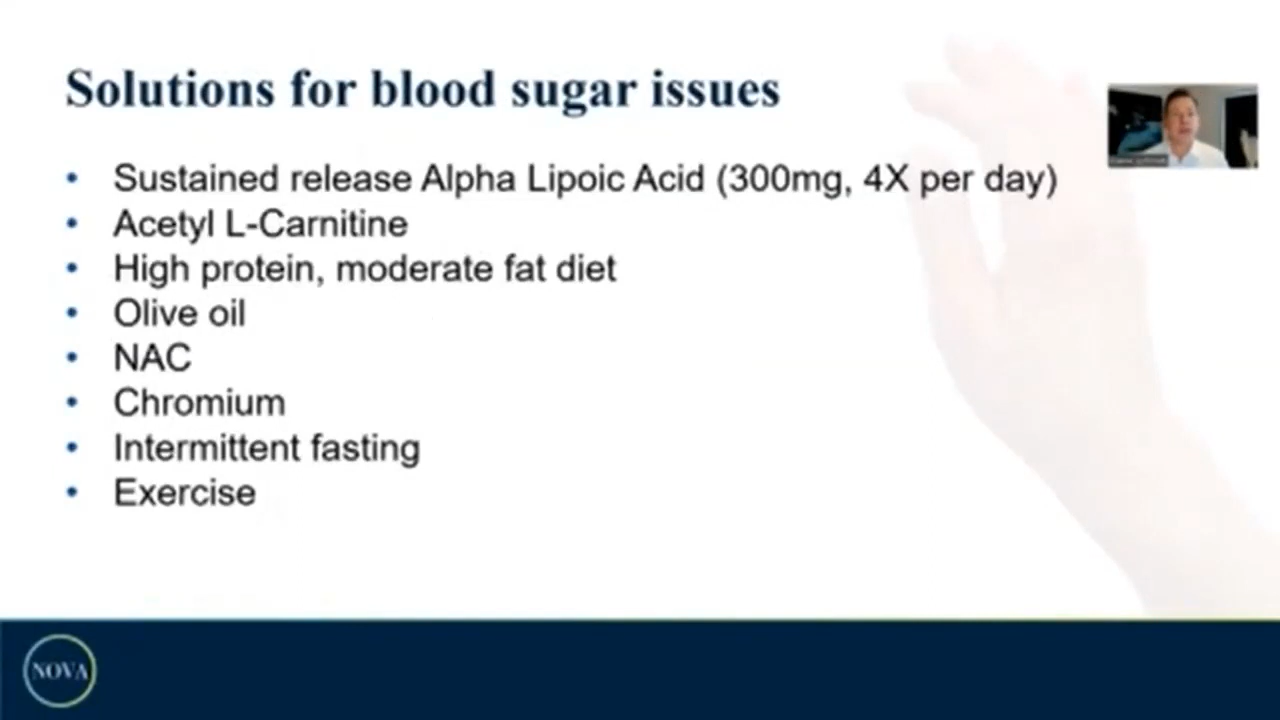 Solutions for blood sugar issues
• Sustained release Alpha Lipoic Acid (300mg, 4X per day)
• Acetyl L-Carnitine
• High protein, moderate fat diet
• Olive oil
• NAC
• Chromium
• Intermittent fasting
• Exercise
NOVA